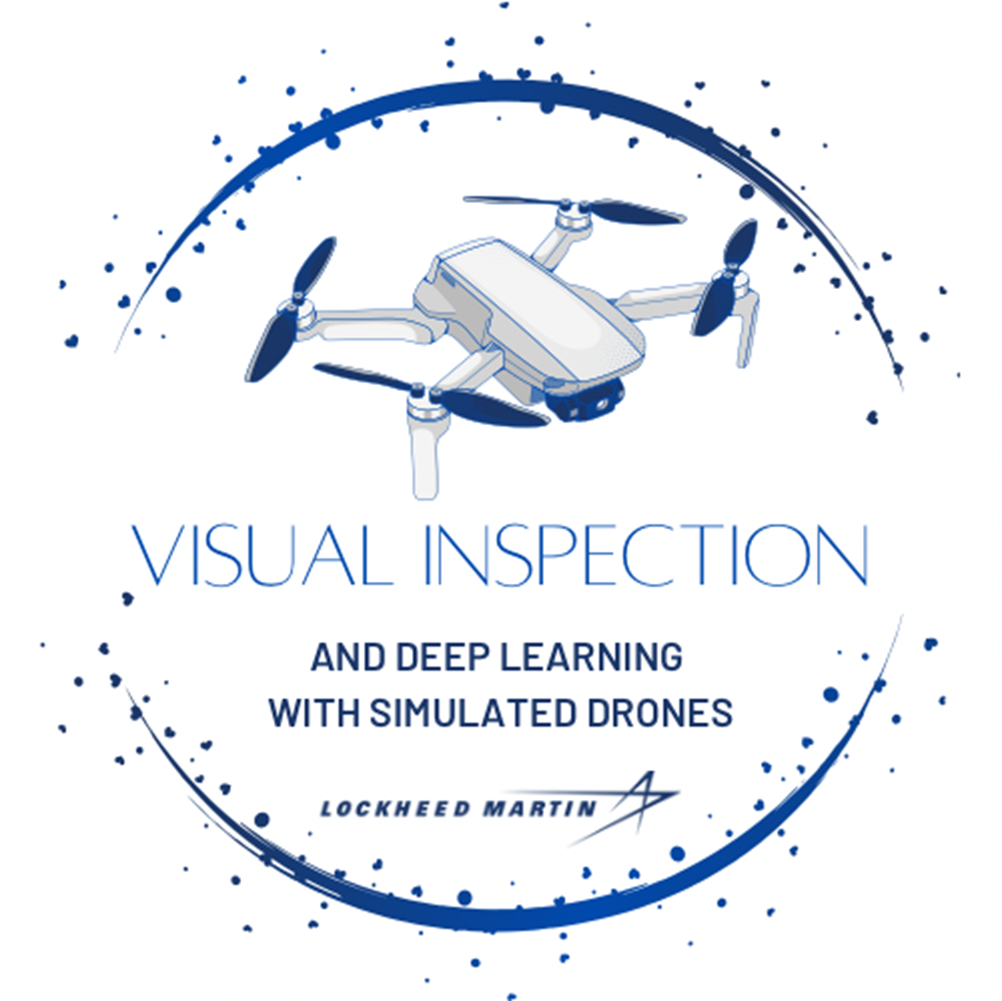 VISUAL INSPECTION
AND DEEP LEARNING
WITH SIMULATED DRONES
LOCKHEED MARTIN